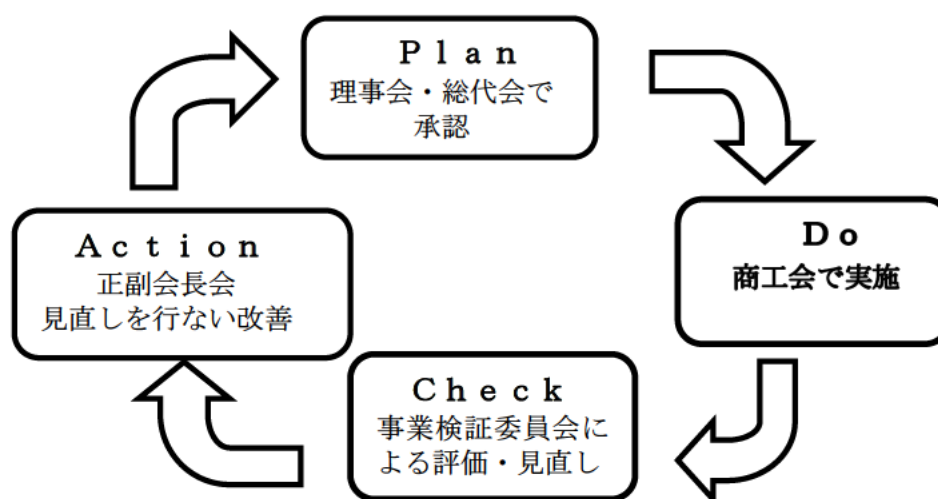 Ｐｌａｎ
理事会・総代会で
承認
Ｄｏ
商工会で実施
Ｃｈｅｃｋ
事業検証委員会に
よる評価・見直し
Ａｃｔｉｏｎ
正副会長会
見直しを行ない改善